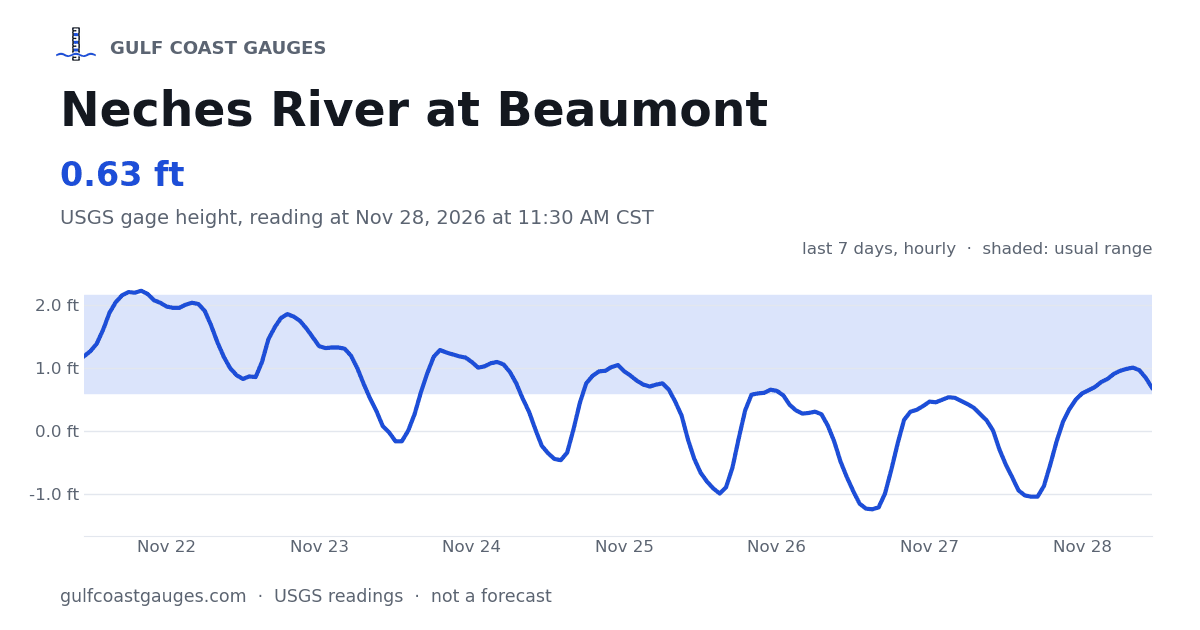 GULF COAST GAUGES
Neches River at Beaumont
0.63 ft
USGS gage height, reading at Nov 28, 2026 at 11:30 AM CST
last 7 days, hourly · shaded: usual range
2.0 ft
1.0 ft
0.0 ft
-1.0 ft
Nov 22 Nov 23 Nov 24 Nov 25 Nov 26 Nov 27 Nov 28
gulfcoastgauges.com · USGS readings · not a forecast